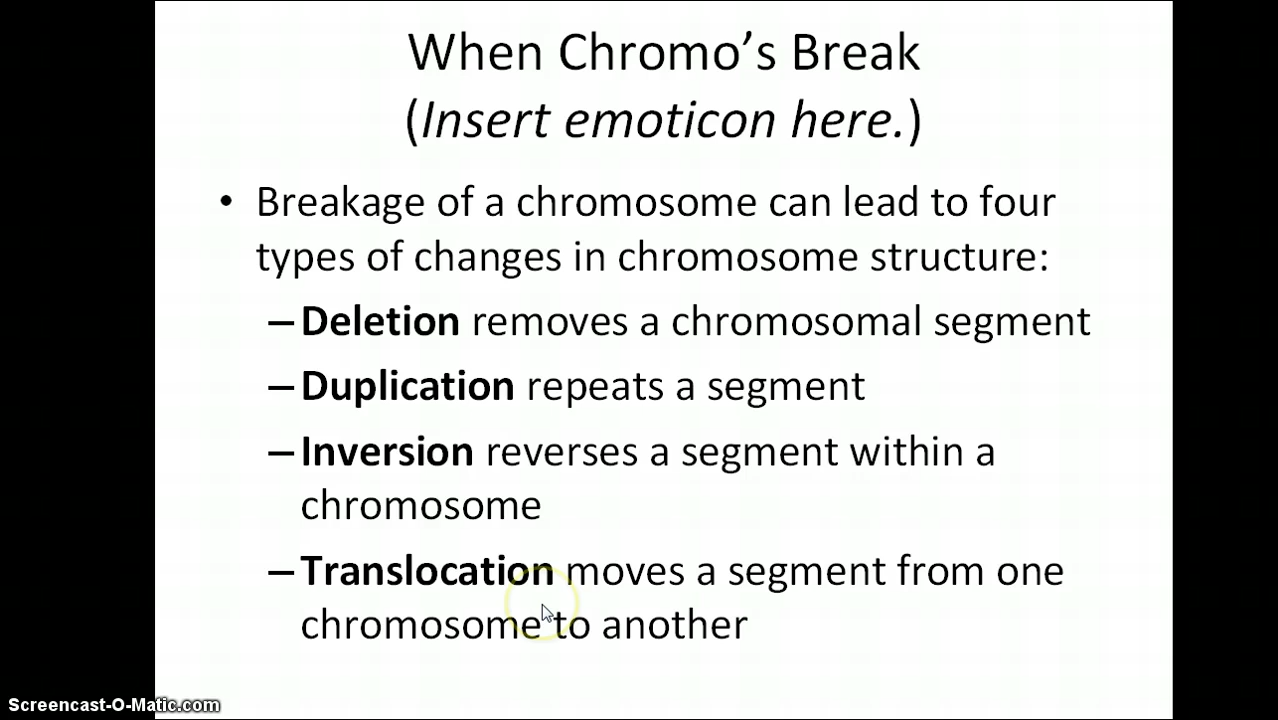 When Chromo’s Break
(Insert emoticon here.)
• Breakage of a chromosome can lead to four
types of changes in chromosome structure:
–Deletion removes a chromosomal segment
–Duplication repeats a segment
–Inversion reverses a segment within a
chromosome
–Translocation moves a segment from one
chromosome to another
Screencast-O-Matic.com